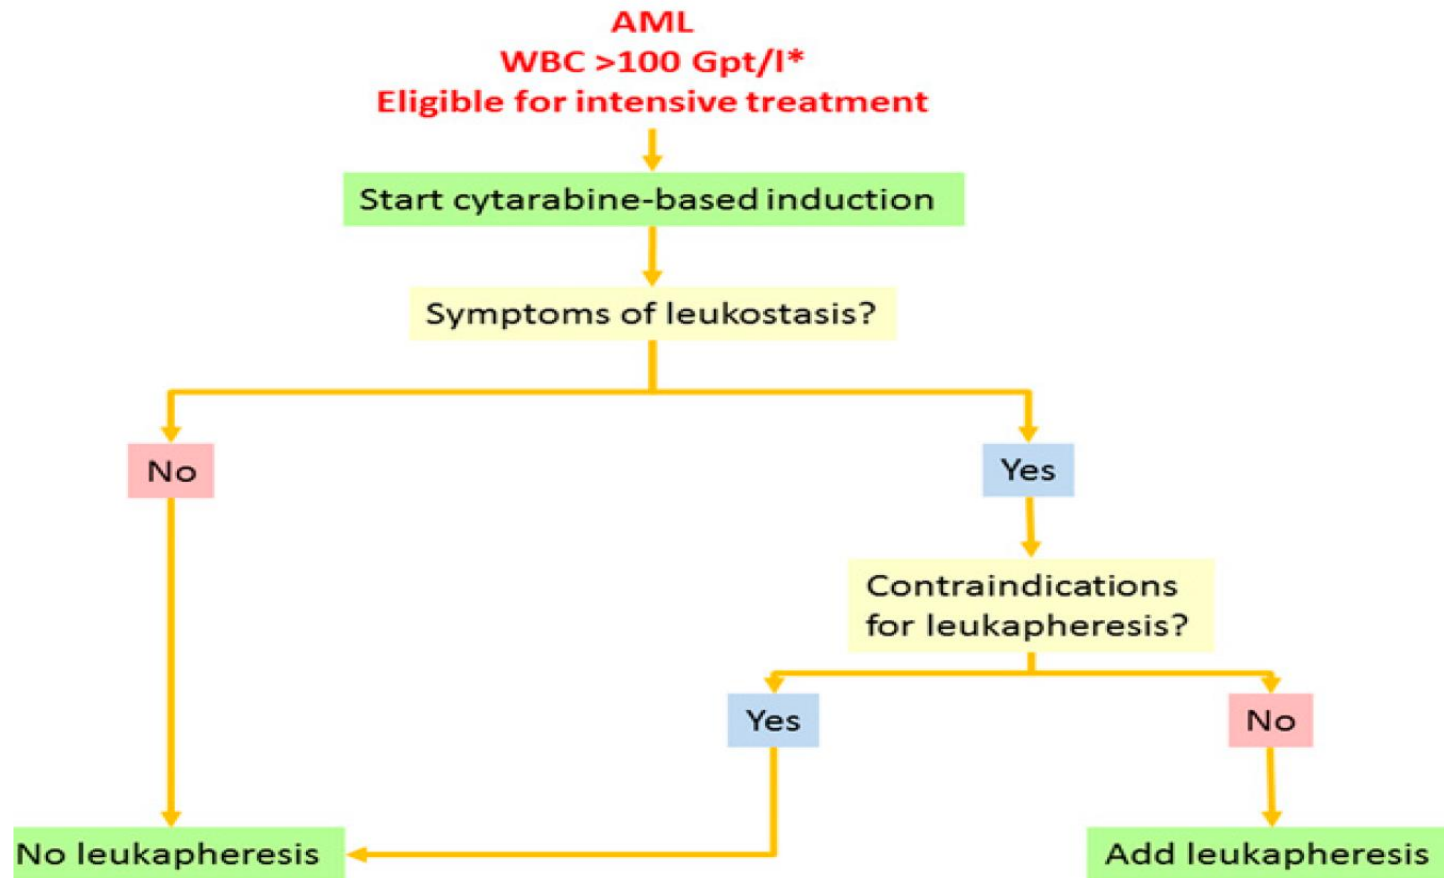 AML
WBC >100 Gpt/l*
Eligible for intensive treatment
Start cytarabine-based induction
Symptoms of leukostasis?
No
Yes
Contraindications
for leukapheresis?
Yes
No
No leukapheresis
Add leukapheresis